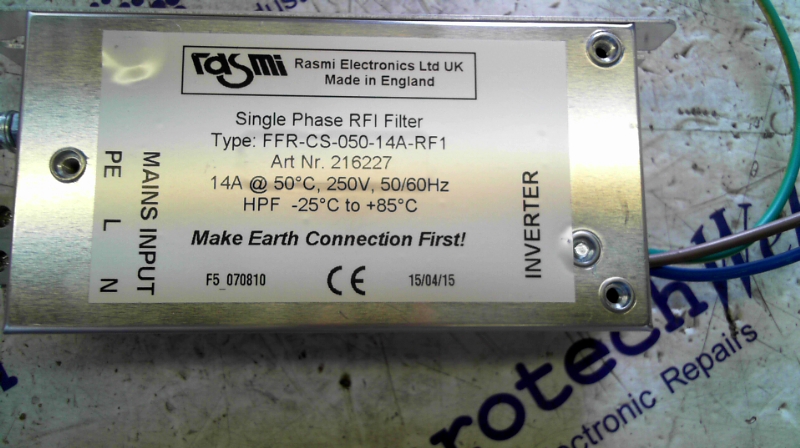 rasmi
Rasmi Electronics Ltd UK
Made in England
Single Phase RFI Filter
Type: FFR-CS-050-14A-RF1
Art Nr. 216227
14A @ 50°C, 250V, 50/60Hz
HPF -25°C to +85°C
Make Earth Connection First!
F5_070810
CE
15/04/15
MAINS INPUT
PE L N
INVERTER
rotechW
ctronic Repairs